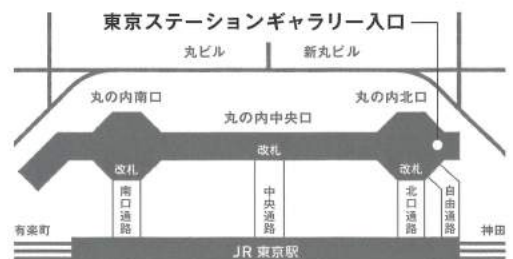 東京ステーションギャラリー入口
丸ビル
新丸ビル
丸の内南口
丸の内中央口
丸の内北口
改札
改札
改札
南口通路
中央通路
北口通路
自由通路
有楽町
神田
JR 東京駅